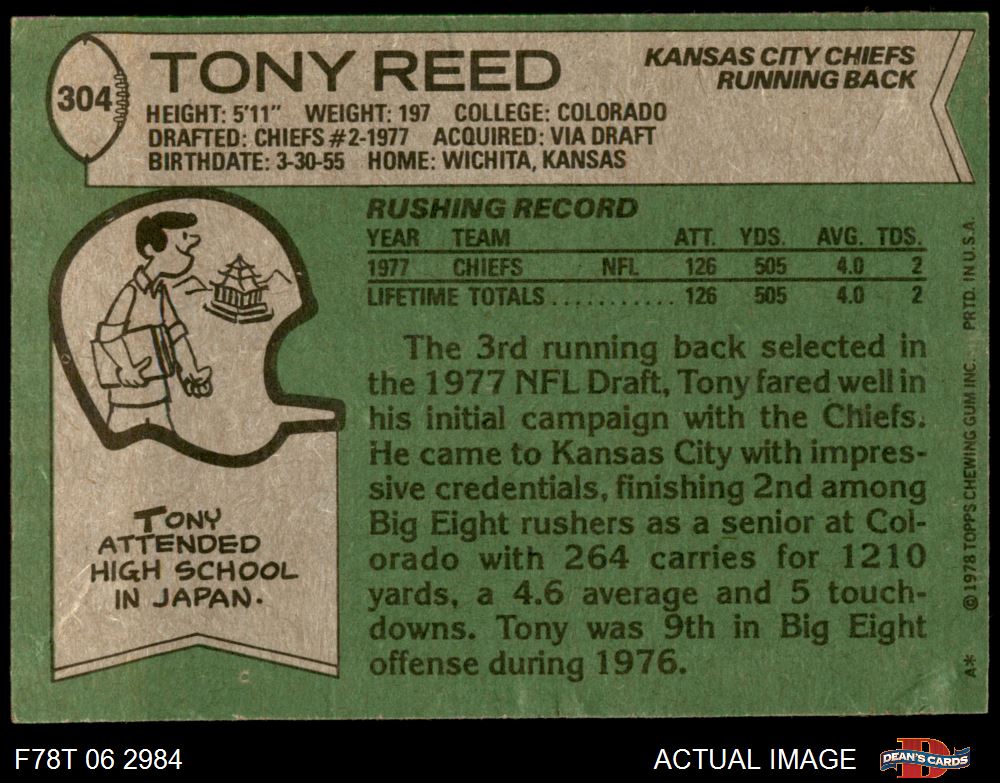 304
TONY REED
KANSAS CITY CHIEFS
RUNNING BACK
HEIGHT: 5'11" WEIGHT: 197 COLLEGE: COLORADO
DRAFTED: CHIEFS #2-1977 ACQUIRED: VIA DRAFT
BIRTHDATE: 3-30-55 HOME: WICHITA, KANSAS
RUSHING RECORD
YEAR TEAM ATT. YDS. AVG. TDS.
1977 CHIEFS NFL 126 505 4.0 2
LIFETIME TOTALS ........... 126 505 4.0 2
The 3rd running back selected in
the 1977 NFL Draft, Tony fared well in
his initial campaign with the Chiefs.
He came to Kansas City with impres-
sive credentials, finishing 2nd among
Big Eight rushers as a senior at Col-
orado with 264 carries for 1210
yards, a 4.6 average and 5 touch-
downs. Tony was 9th in Big Eight
offense during 1976.
TONY
ATTENDED
HIGH SCHOOL
IN JAPAN.
A* © 1978 TOPPS CHEWING GUM INC. PRTD. IN U.S.A.
F78T 06 2984
ACTUAL IMAGE
D
DEAN'S CARDS